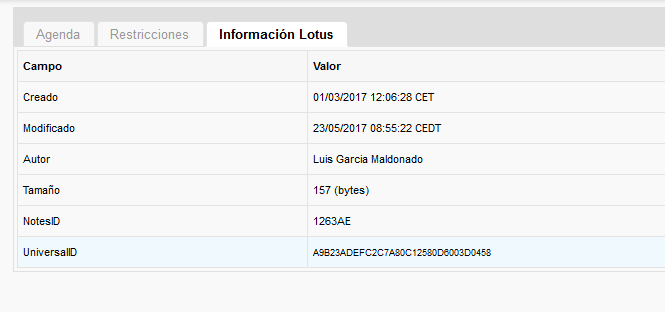 Agenda Restricciones Información Lotus
Campo Valor
Creado 01/03/2017 12:06:28 CET
Modificado 23/05/2017 08:55:22 CEDT
Autor Luis Garcia Maldonado
Tamaño 157 (bytes)
NotesID 1263AE
UniversalID A9B23ADEFC2C7A80C12580D6003D0458